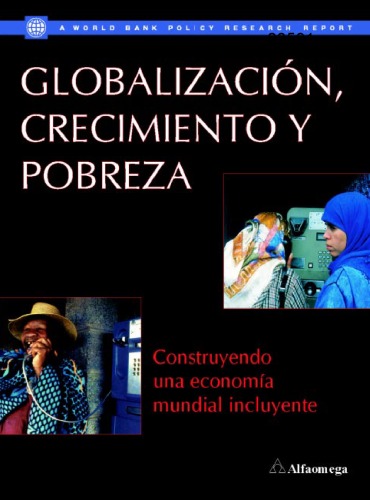 A WORLD BANK POLICY RESEARCH REPORT
GLOBALIZACIÓN,
CRECIMIENTO Y
POBREZA
Construyendo
una economía
mundial incluyente
Alfaomega